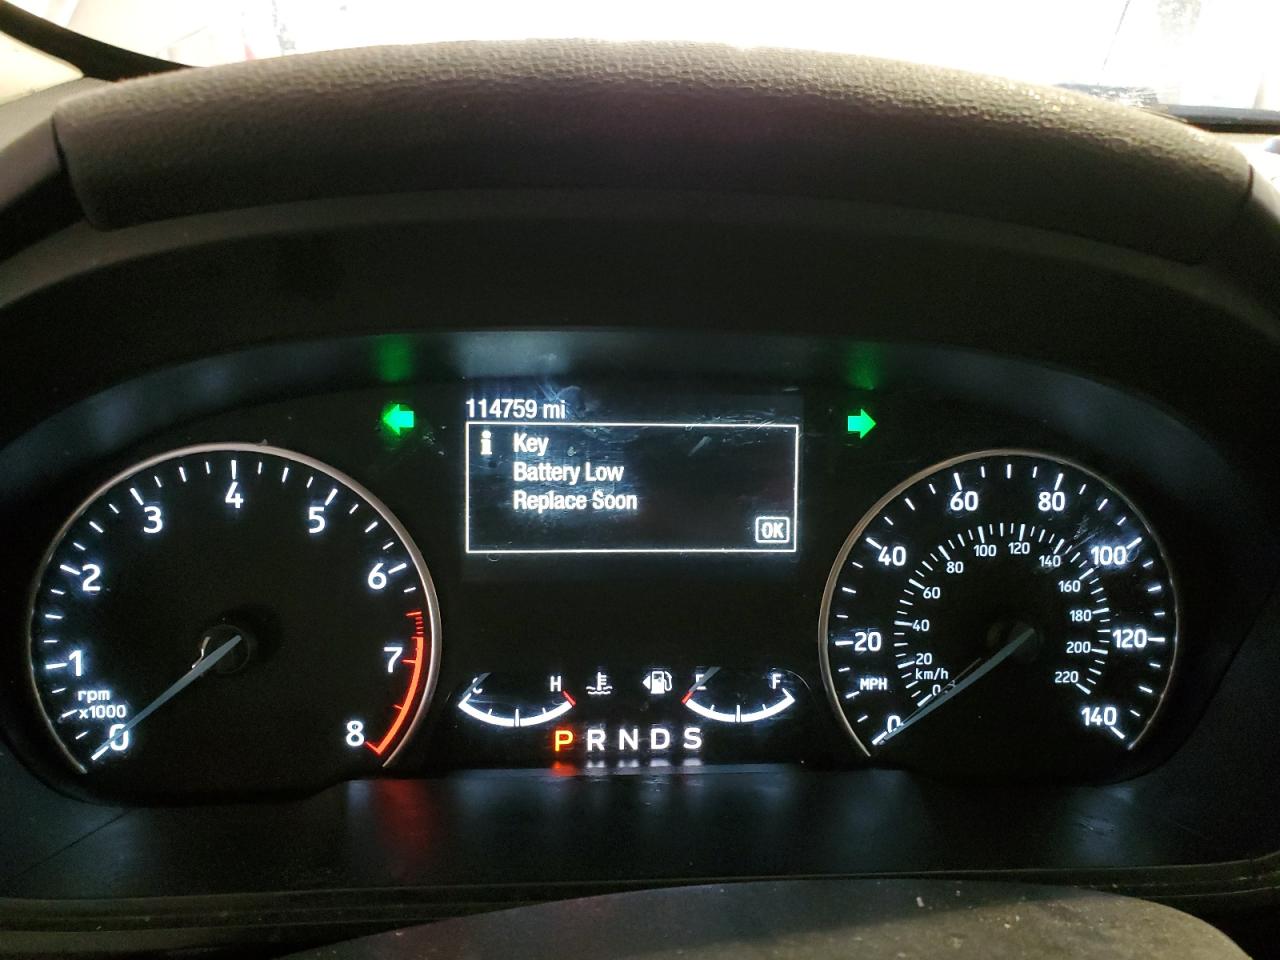 114759 mi
i Key
Battery Low
Replace Soon
OK
0 1 2 3 4 5 6 7 8
rpm
x1000
C H
E F
P R N D S
0 20 40 60 80 100 120 140
MPH
0 20 40 60 80 100 120 140 160 180 200 220
km/h